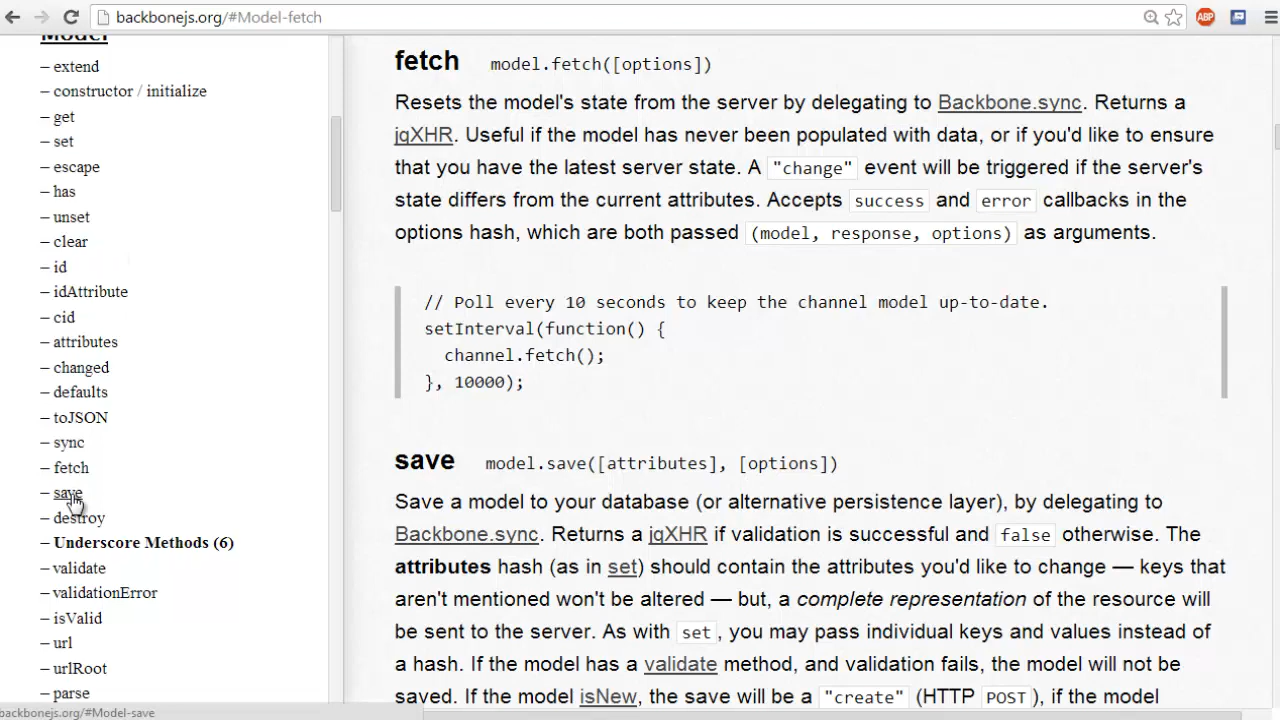 backbonejs.org/#Model-fetch
ABP
Model
– extend
– constructor / initialize
– get
– set
– escape
– has
– unset
– clear
– id
– idAttribute
– cid
– attributes
– changed
– defaults
– toJSON
– sync
– fetch
– save
– destroy
– Underscore Methods (6)
– validate
– validationError
– isValid
– url
– urlRoot
– parse
backbonejs.org/#Model-save
fetch model.fetch([options])
Resets the model's state from the server by delegating to Backbone.sync. Returns a
jqXHR. Useful if the model has never been populated with data, or if you'd like to ensure
that you have the latest server state. A "change" event will be triggered if the server's
state differs from the current attributes. Accepts success and error callbacks in the
options hash, which are both passed (model, response, options) as arguments.
// Poll every 10 seconds to keep the channel model up-to-date.
setInterval(function() {
channel.fetch();
}, 10000);
save model.save([attributes], [options])
Save a model to your database (or alternative persistence layer), by delegating to
Backbone.sync. Returns a jqXHR if validation is successful and false otherwise. The
attributes hash (as in set) should contain the attributes you'd like to change — keys that
aren't mentioned won't be altered — but, a complete representation of the resource will
be sent to the server. As with set, you may pass individual keys and values instead of
a hash. If the model has a validate method, and validation fails, the model will not be
saved. If the model isNew, the save will be a "create" (HTTP POST), if the model